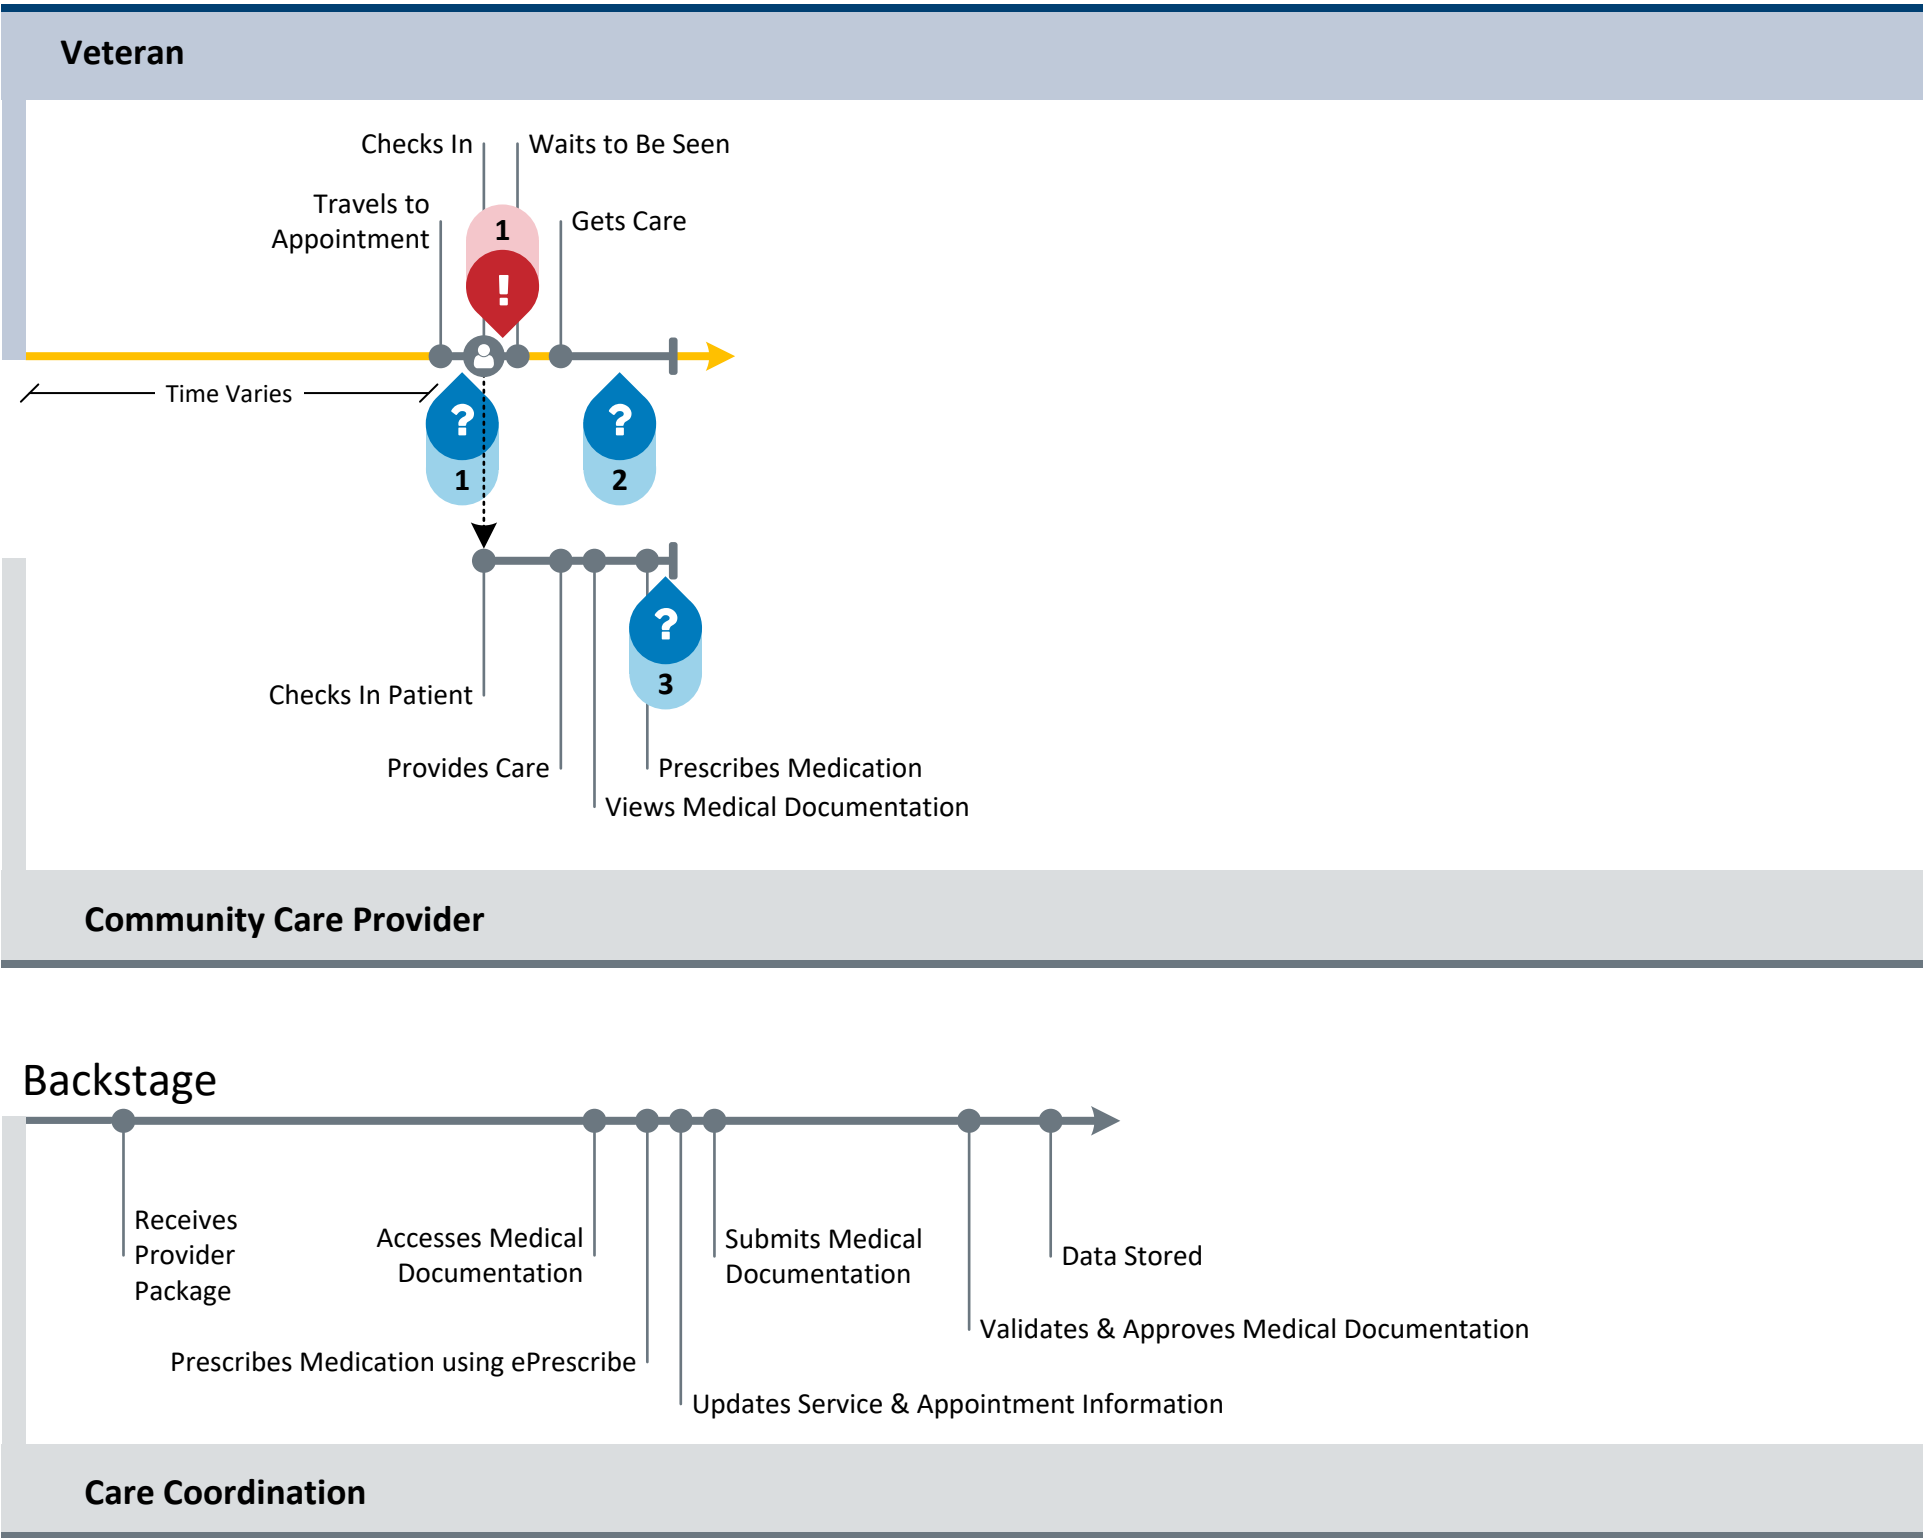 Veteran
Checks In
Waits to Be Seen
Travels to
Appointment
1
Gets Care
!
Time Varies
?
?
1
2
?
3
Checks In Patient
Provides Care
Prescribes Medication
Views Medical Documentation
Community Care Provider
Backstage
Receives
Provider
Package
Accesses Medical
Documentation
Submits Medical
Documentation
Data Stored
Validates & Approves Medical Documentation
Prescribes Medication using ePrescribe
Updates Service & Appointment Information
Care Coordination